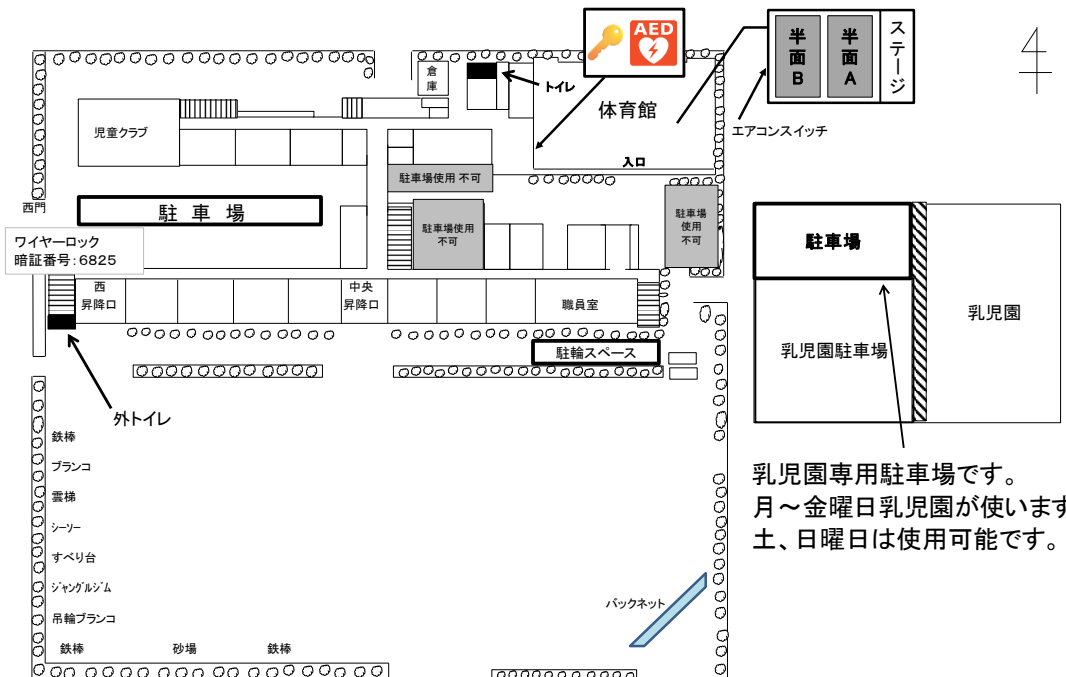 AED
半面B
半面A
ステージ
エアコンスイッチ
倉庫
トイレ
体育館
入口
児童クラブ
駐車場使用 不可
西門
駐 車 場
駐車場使用
不可
駐車場
使用
不可
ワイヤーロック
暗証番号:6825
西
昇降口
中央
昇降口
職員室
駐輪スペース
外トイレ
駐車場
乳児園駐車場
乳児園
乳児園専用駐車場です。
月～金曜日乳児園が使います
土、日曜日は使用可能です。
鉄棒
ブランコ
雲梯
シーソー
すべり台
ジャングルジム
吊輪ブランコ
鉄棒
砂場
鉄棒
バックネット